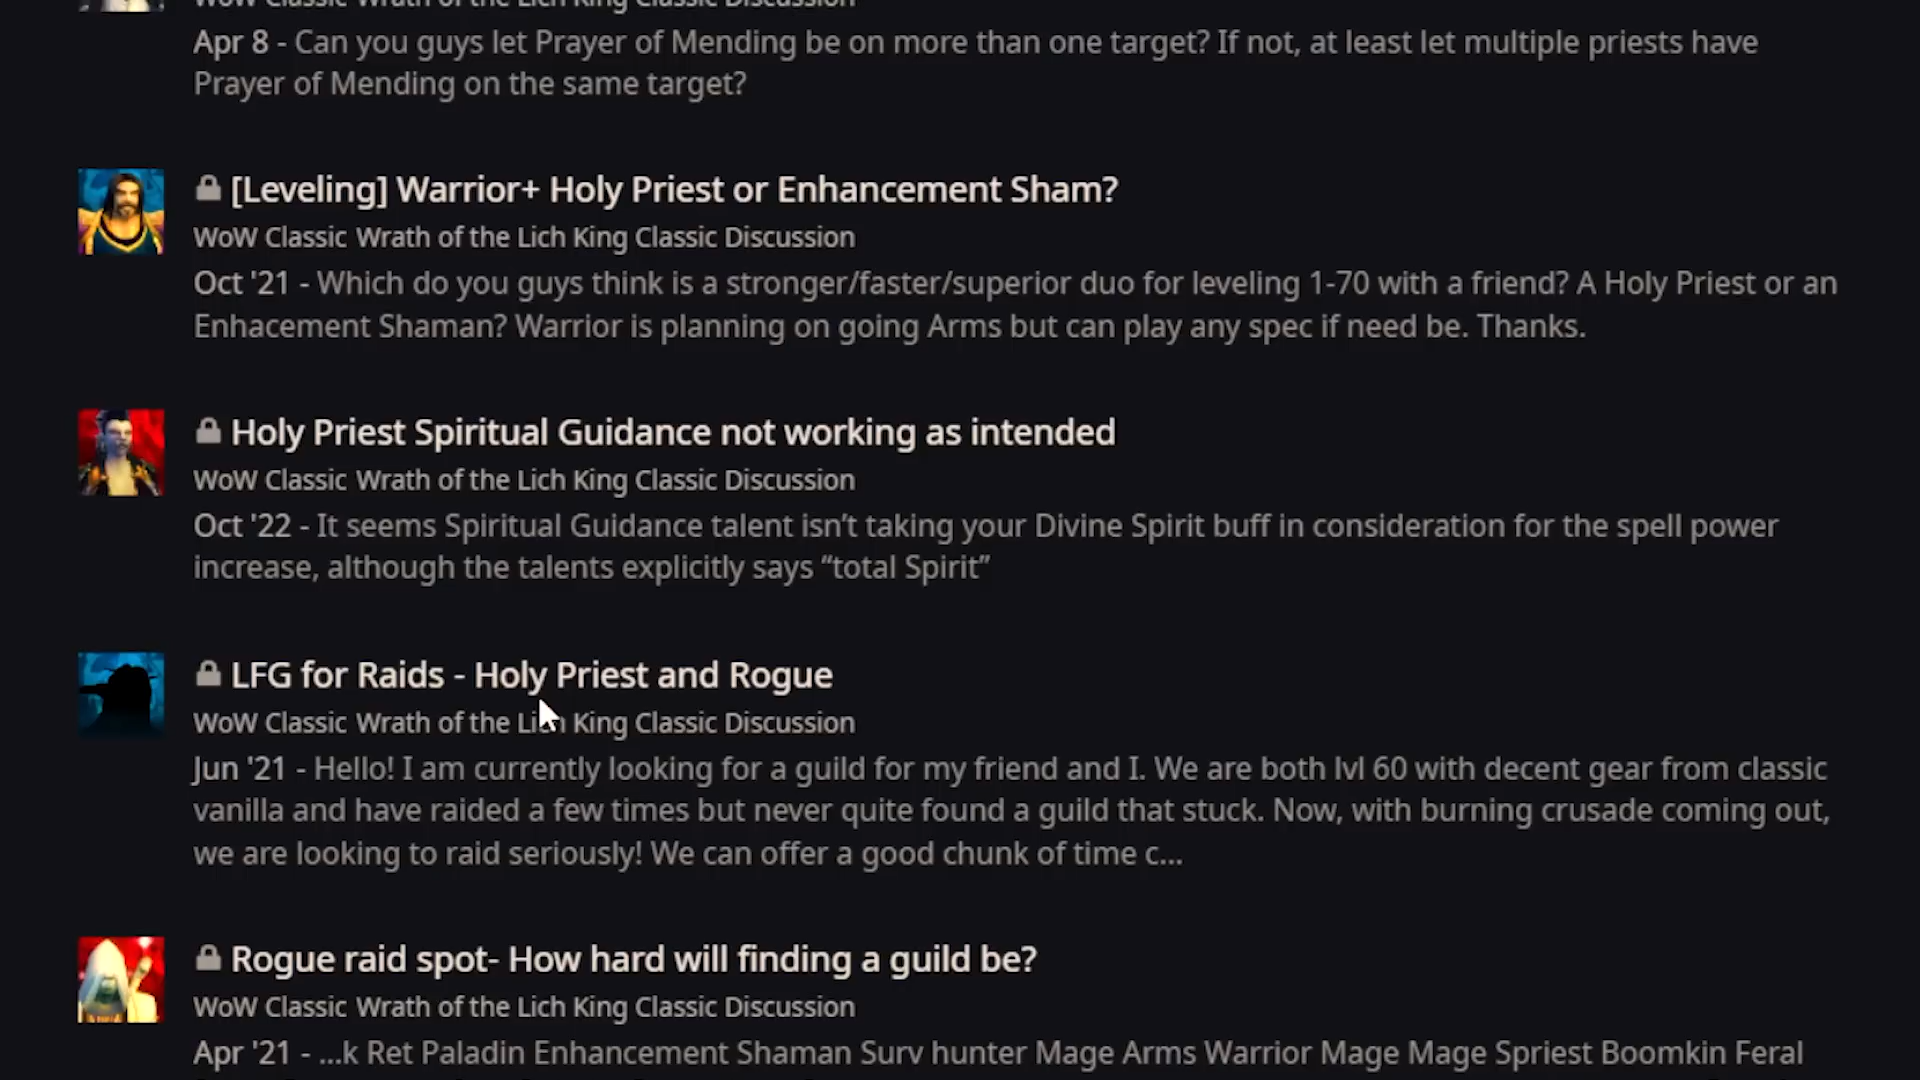 WoW Classic Wrath of the Lich King Classic Discussion
Apr 8 - Can you guys let Prayer of Mending be on more than one target? If not, at least let multiple priests have
Prayer of Mending on the same target?
[Leveling] Warrior+ Holy Priest or Enhancement Sham?
WoW Classic Wrath of the Lich King Classic Discussion
Oct '21 - Which do you guys think is a stronger/faster/superior duo for leveling 1-70 with a friend? A Holy Priest or an
Enhacement Shaman? Warrior is planning on going Arms but can play any spec if need be. Thanks.
Holy Priest Spiritual Guidance not working as intended
WoW Classic Wrath of the Lich King Classic Discussion
Oct '22 - It seems Spiritual Guidance talent isn’t taking your Divine Spirit buff in consideration for the spell power
increase, although the talents explicitly says “total Spirit”
LFG for Raids - Holy Priest and Rogue
WoW Classic Wrath of the Lich King Classic Discussion
Jun '21 - Hello! I am currently looking for a guild for my friend and I. We are both lvl 60 with decent gear from classic
vanilla and have raided a few times but never quite found a guild that stuck. Now, with burning crusade coming out,
we are looking to raid seriously! We can offer a good chunk of time c...
Rogue raid spot- How hard will finding a guild be?
WoW Classic Wrath of the Lich King Classic Discussion
Apr '21 - ...k Ret Paladin Enhancement Shaman Surv hunter Mage Arms Warrior Mage Mage Spriest Boomkin Feral